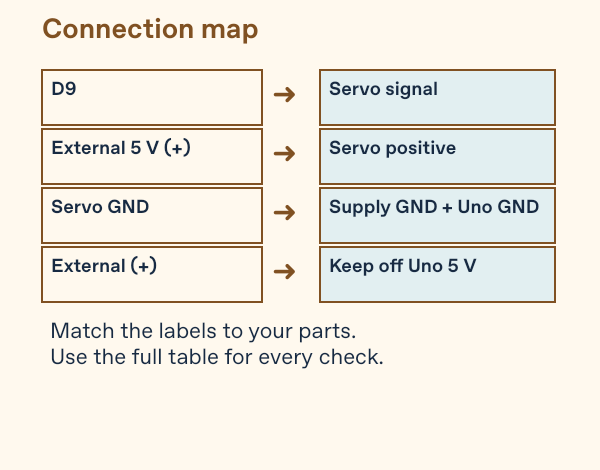 Connection map
D9 → Servo signal
External 5 V (+) → Servo positive
Servo GND → Supply GND + Uno GND
External (+) → Keep off Uno 5 V
Match the labels to your parts.
Use the full table for every check.